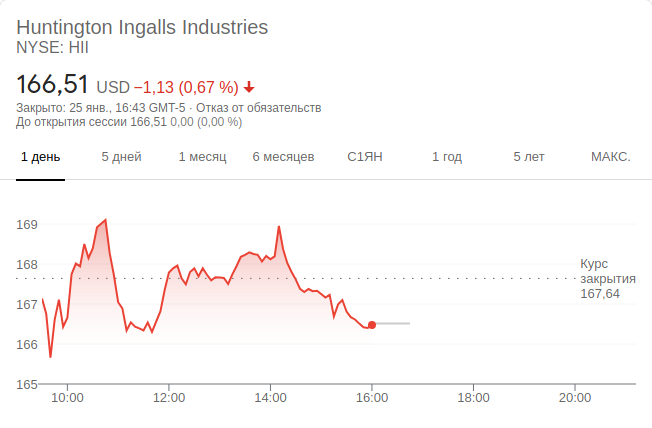 Huntington Ingalls Industries
NYSE: HII
166,51 USD −1,13 (0,67 %)
Закрыто: 25 янв., 16:43 GMT-5 · Отказ от обязательств
До открытия сессии 166,51 0,00 (0,00 %)
1 день 5 дней 1 месяц 6 месяцев С1ЯН 1 год 5 лет МАКС.
169
168
167
166
165
Курс
закрытия
167,64
10:00 12:00 14:00 16:00 18:00 20:00